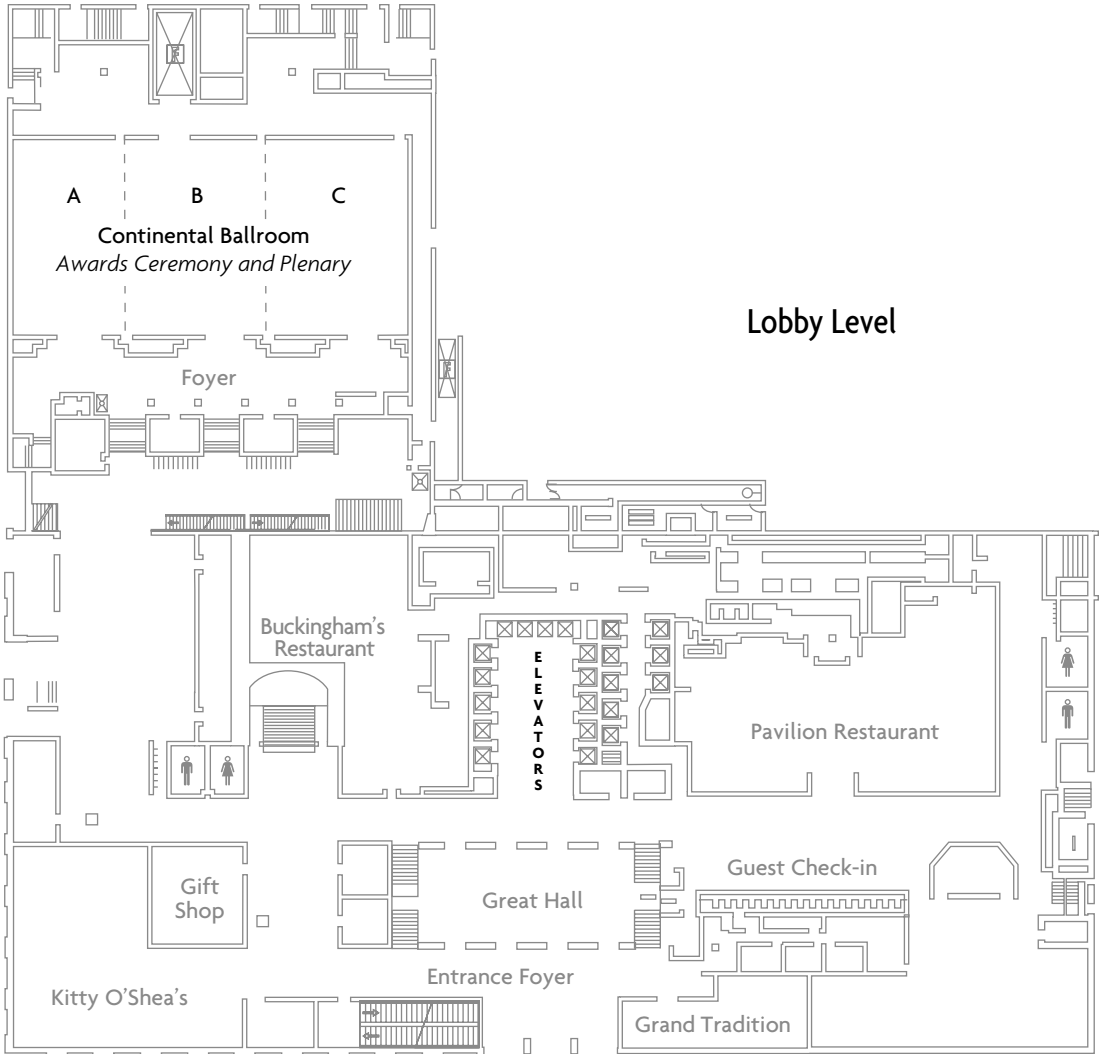 A
B
C
Continental Ballroom
Awards Ceremony and Plenary
Lobby Level
Foyer
Buckingham's
Restaurant
ELEVATORS
Pavilion Restaurant
Guest Check-in
Gift
Shop
Great Hall
Entrance Foyer
Kitty O'Shea's
Grand Tradition